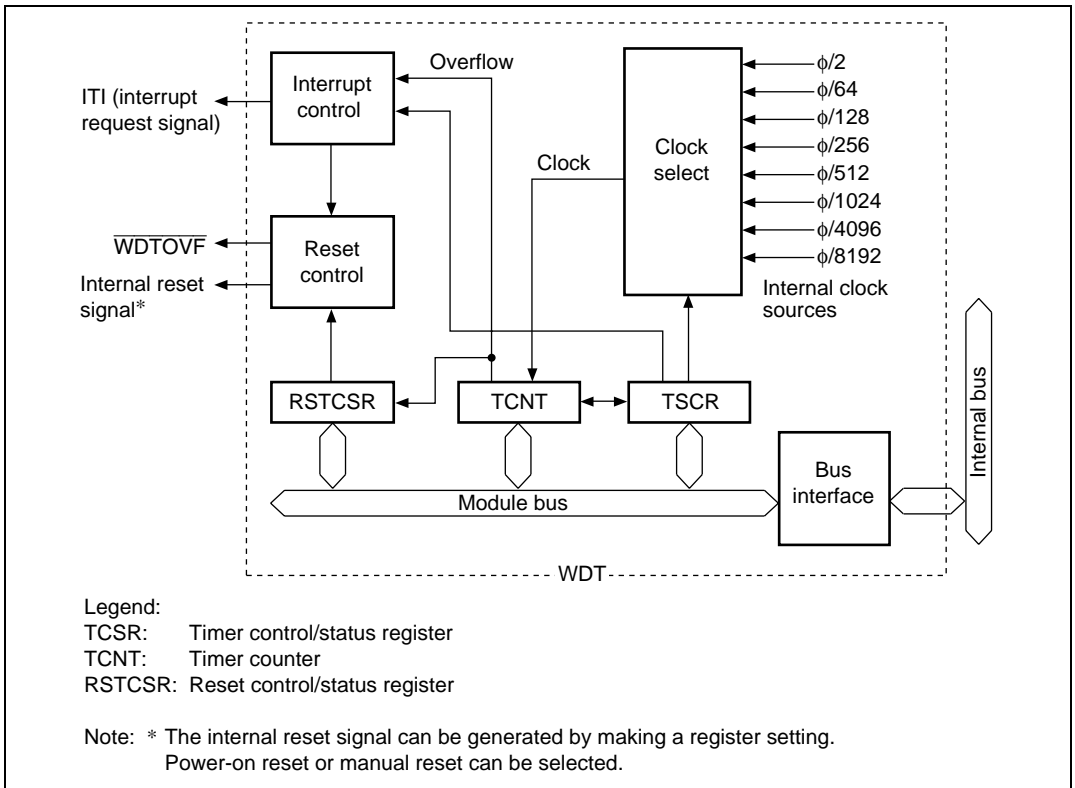 Overflow
Interrupt
control
ITI (interrupt
request signal)
ϕ/2
ϕ/64
ϕ/128
ϕ/256
ϕ/512
ϕ/1024
ϕ/4096
ϕ/8192
Clock
select
Clock
WDTOVF
Reset
control
Internal reset
signal*
Internal clock
sources
RSTCSR
TCNT
TSCR
Module bus
Bus
interface
Internal bus
WDT
Legend:
TCSR: Timer control/status register
TCNT: Timer counter
RSTCSR: Reset control/status register
Note: * The internal reset signal can be generated by making a register setting.
Power-on reset or manual reset can be selected.